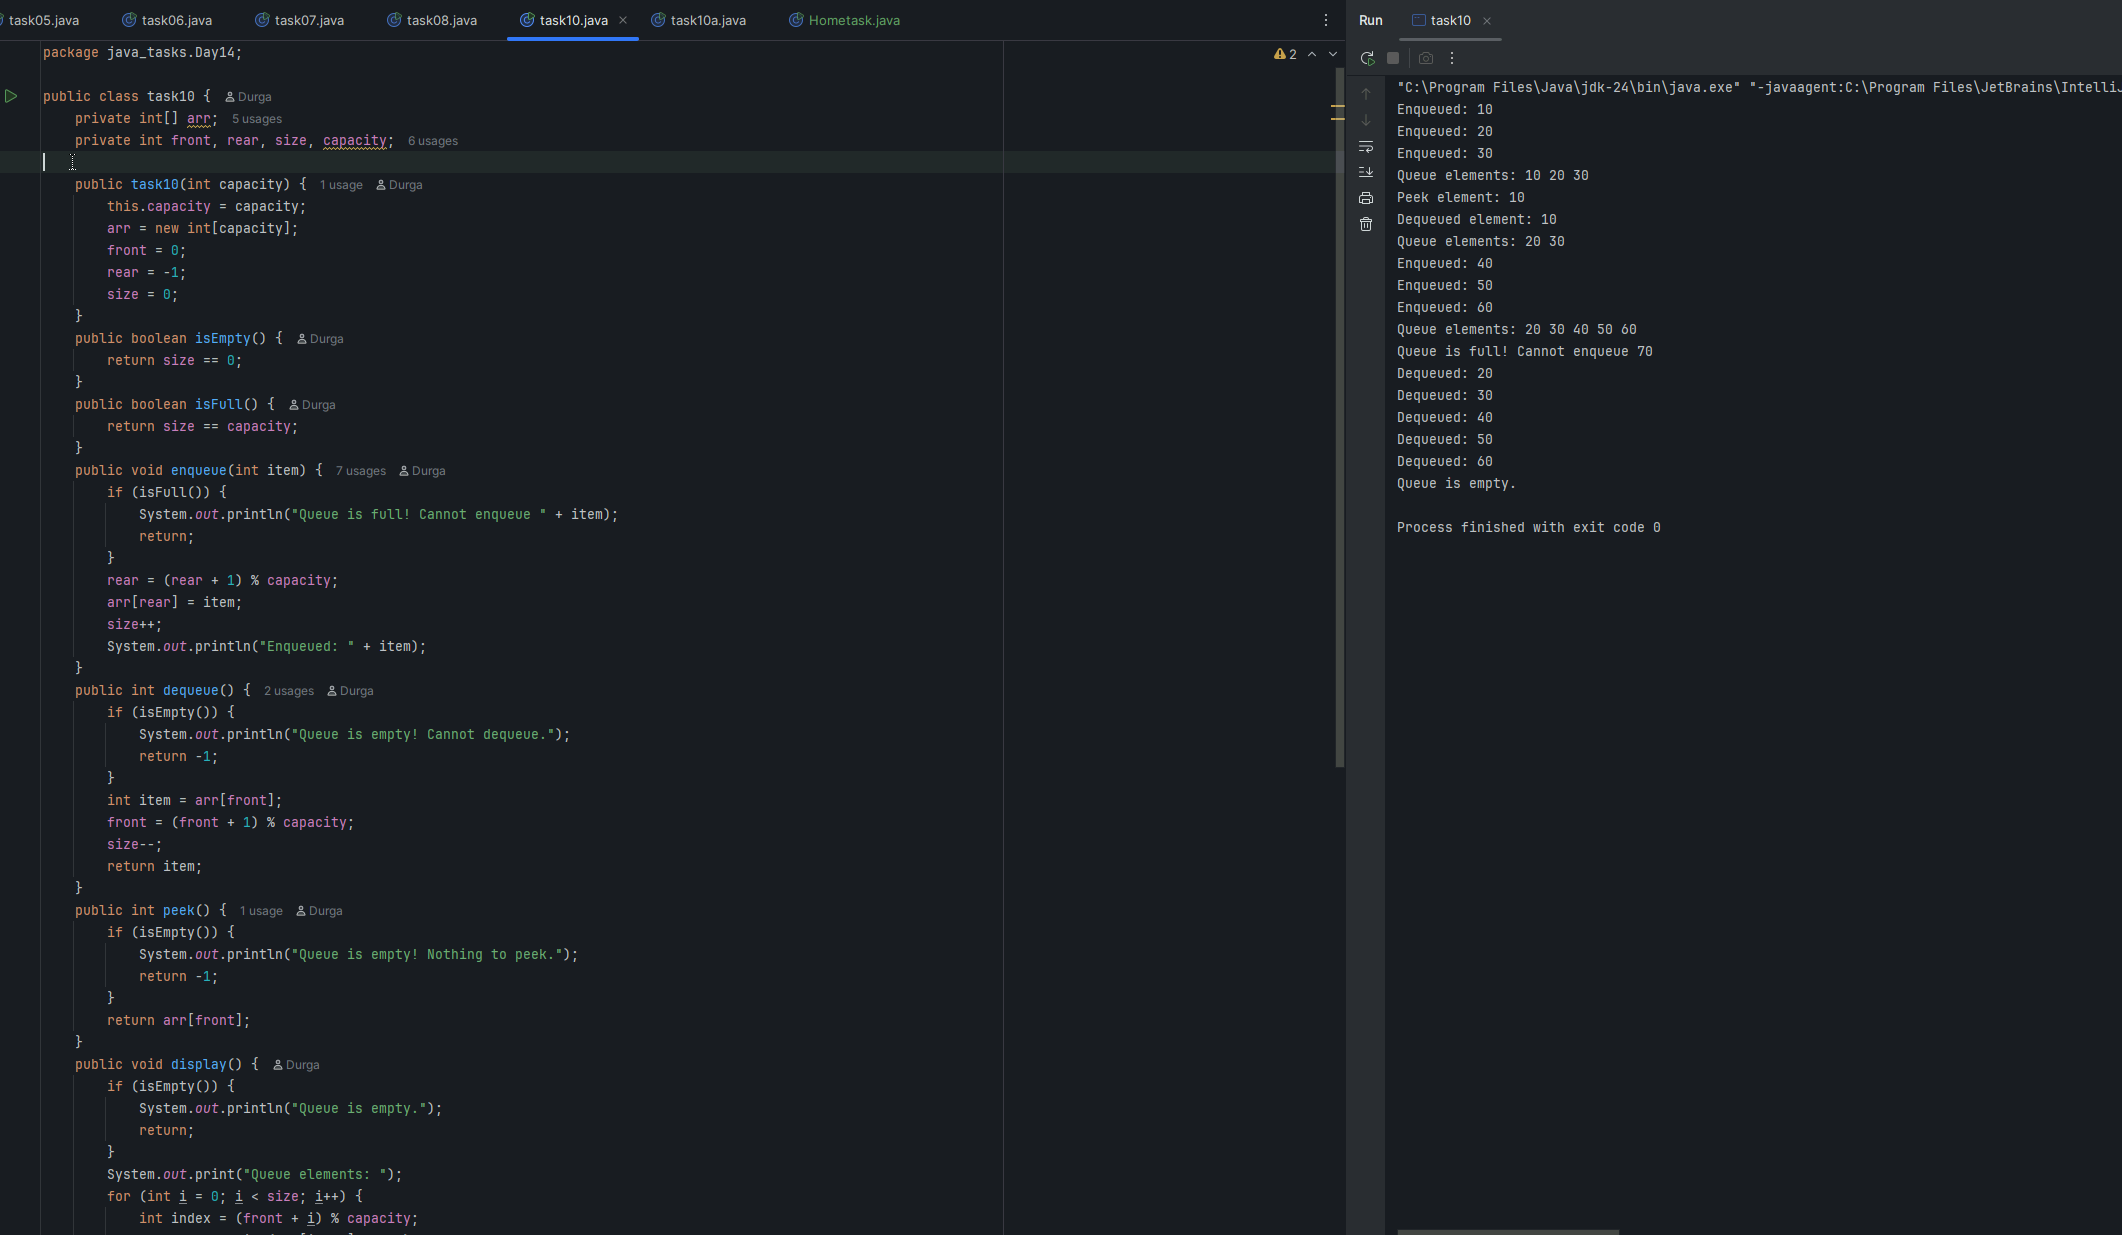 task05.java task06.java task07.java task08.java task10.java task10a.java Hometask.java
package java_tasks.Day14;
2
public class task10 { Durga
private int[] arr; 5 usages
private int front, rear, size, capacity; 6 usages
public task10(int capacity) { 1 usage Durga
this.capacity = capacity;
arr = new int[capacity];
front = 0;
rear = -1;
size = 0;
}
public boolean isEmpty() { Durga
return size == 0;
}
public boolean isFull() { Durga
return size == capacity;
}
public void enqueue(int item) { 7 usages Durga
if (isFull()) {
System.out.println("Queue is full! Cannot enqueue " + item);
return;
}
rear = (rear + 1) % capacity;
arr[rear] = item;
size++;
System.out.println("Enqueued: " + item);
}
public int dequeue() { 2 usages Durga
if (isEmpty()) {
System.out.println("Queue is empty! Cannot dequeue.");
return -1;
}
int item = arr[front];
front = (front + 1) % capacity;
size--;
return item;
}
public int peek() { 1 usage Durga
if (isEmpty()) {
System.out.println("Queue is empty! Nothing to peek.");
return -1;
}
return arr[front];
}
public void display() { Durga
if (isEmpty()) {
System.out.println("Queue is empty.");
return;
}
System.out.print("Queue elements: ");
for (int i = 0; i < size; i++) {
int index = (front + i) % capacity;
Run task10
"C:\Program Files\Java\jdk-24\bin\java.exe" "-javaagent:C:\Program Files\JetBrains\IntelliJ
Enqueued: 10
Enqueued: 20
Enqueued: 30
Queue elements: 10 20 30
Peek element: 10
Dequeued element: 10
Queue elements: 20 30
Enqueued: 40
Enqueued: 50
Enqueued: 60
Queue elements: 20 30 40 50 60
Queue is full! Cannot enqueue 70
Dequeued: 20
Dequeued: 30
Dequeued: 40
Dequeued: 50
Dequeued: 60
Queue is empty.
Process finished with exit code 0